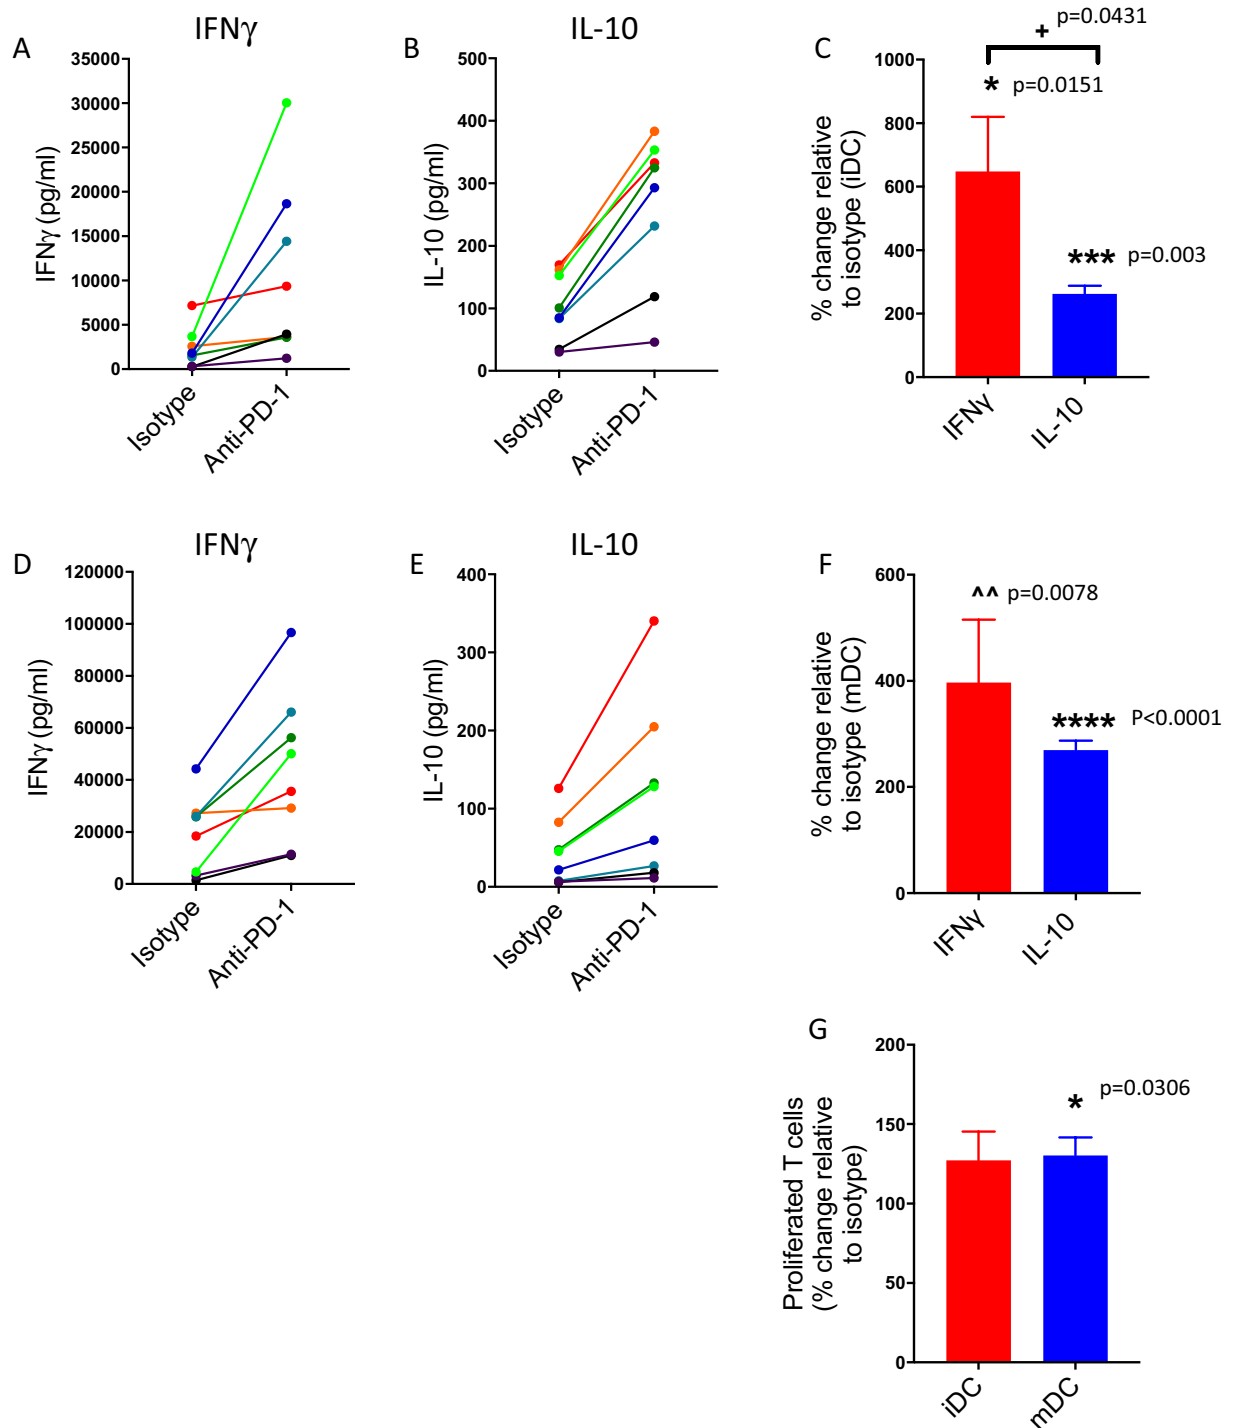 A
IFNγ
IFNγ (pg/ml)
35000
30000
25000
20000
15000
10000
5000
0
Isotype
Anti-PD-1
B
IL-10
IL-10 (pg/ml)
500
400
300
200
100
0
Isotype
Anti-PD-1
C
+ p=0.0431
* p=0.0151
*** p=0.003
% change relative
to isotype (iDC)
1000
800
600
400
200
0
IFNγ
IL-10
D
IFNγ
IFNγ (pg/ml)
120000
100000
80000
60000
40000
20000
0
Isotype
Anti-PD-1
E
IL-10
IL-10 (pg/ml)
400
300
200
100
0
Isotype
Anti-PD-1
F
^^ p=0.0078
**** P<0.0001
% change relative
to isotype (mDC)
600
400
200
0
IFNγ
IL-10
G
* p=0.0306
Proliferated T cells
(% change relative
to isotype)
200
150
100
50
0
iDC
mDC